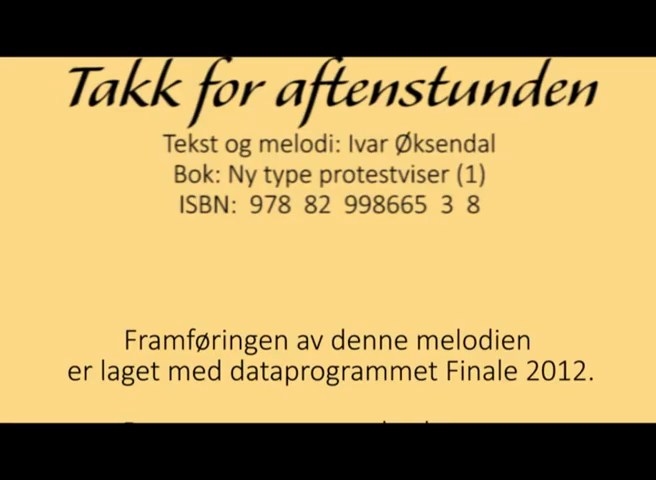 Takk for aftenstunden
Tekst og melodi: Ivar Øksendal
Bok: Ny type protestviser (1)
ISBN: 978 82 998665 3 8
Framføringen av denne melodien
er laget med dataprogrammet Finale 2012.